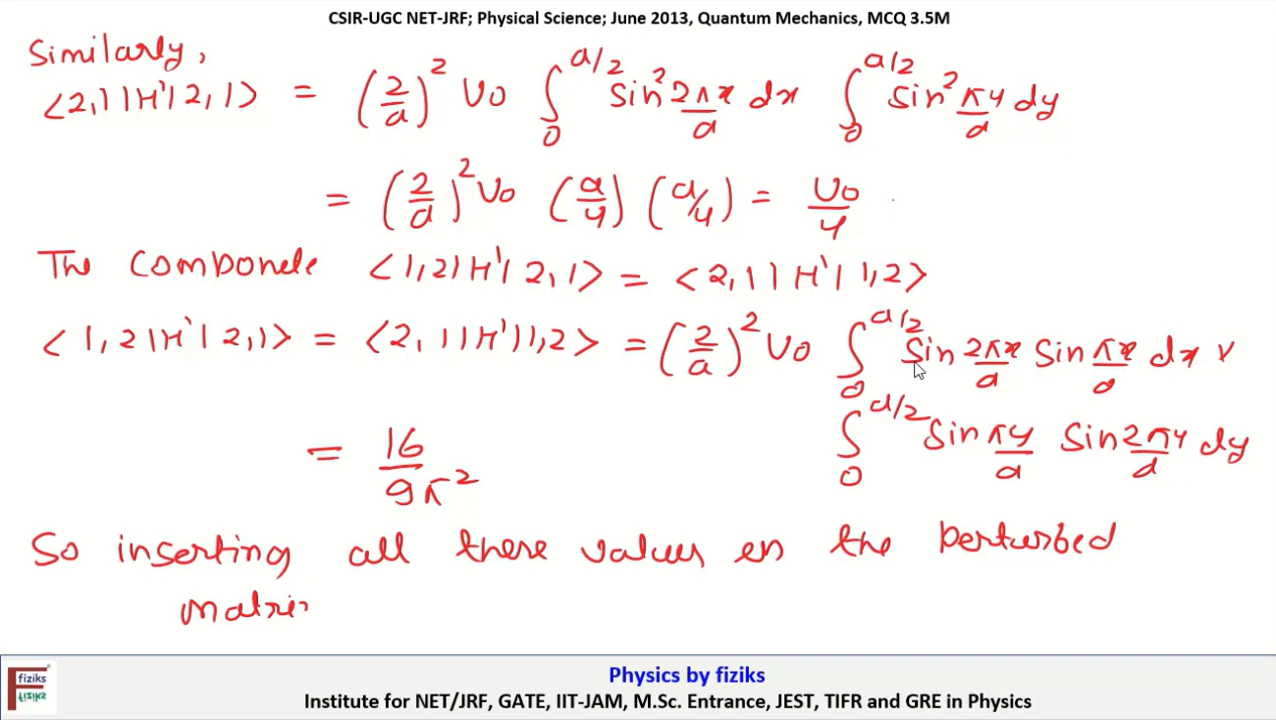 CSIR-UGC NET-JRF; Physical Science; June 2013, Quantum Mechanics, MCQ 3.5M
Similarly,
⟨2,1|H'|2,1⟩ = (2/a)² V₀ ∫₀^{a/2} sin² 2πx/a dx ∫₀^{a/2} sin² πy/a dy
= (2/a)² V₀ (a/4) (a/4) = V₀/4
The componete ⟨1,2|H'|2,1⟩ = ⟨2,1|H'|1,2⟩
⟨1,2|H'|2,1⟩ = ⟨2,1|H'|1,2⟩ = (2/a)² V₀ ∫₀^{a/2} sin 2πx/a sin πx/a dx ×
∫₀^{a/2} sin πy/a sin 2πy/a dy
= 16/9π²
So inserting all these values in the perturbed
matrix
fiziks
Physics by fiziks
Institute for NET/JRF, GATE, IIT-JAM, M.Sc. Entrance, JEST, TIFR and GRE in Physics